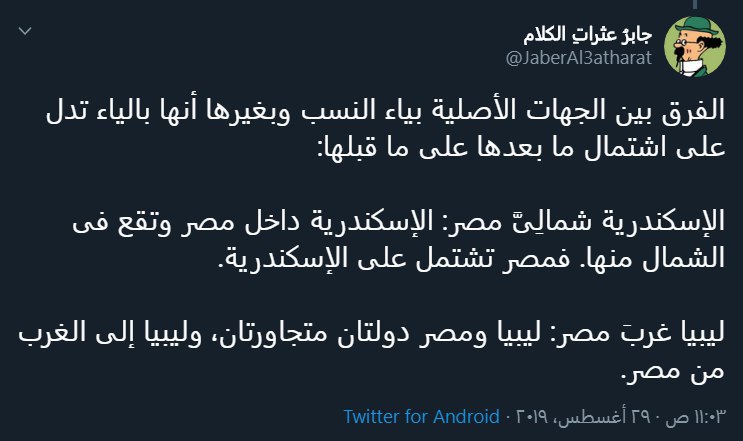 جابرُ عثراتِ الكلام
@JaberAl3atharat
الفرق بين الجهات الأصلية بياء النسب وبغيرها أنها بالياء تدل
على اشتمال ما بعدها على ما قبلها:
الإسكندرية شمالِىَّ مصر: الإسكندرية داخل مصر وتقع فى
الشمال منها. فمصر تشتمل على الإسكندرية.
ليبيا غربَ مصر: ليبيا ومصر دولتان متجاورتان، وليبيا إلى الغرب
من مصر.
١١:٠٣ ص · ٢٩ أغسطس، ٢٠١٩ · Twitter for Android